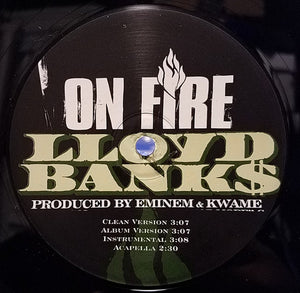 ON FIRE
LLOYD
BANK$
PRODUCED BY EMINEM & KWAME
CLEAN VERSION 3:07
ALBUM VERSION 3:07
INSTRUMENTAL 3:08
ACAPELLA 2:30